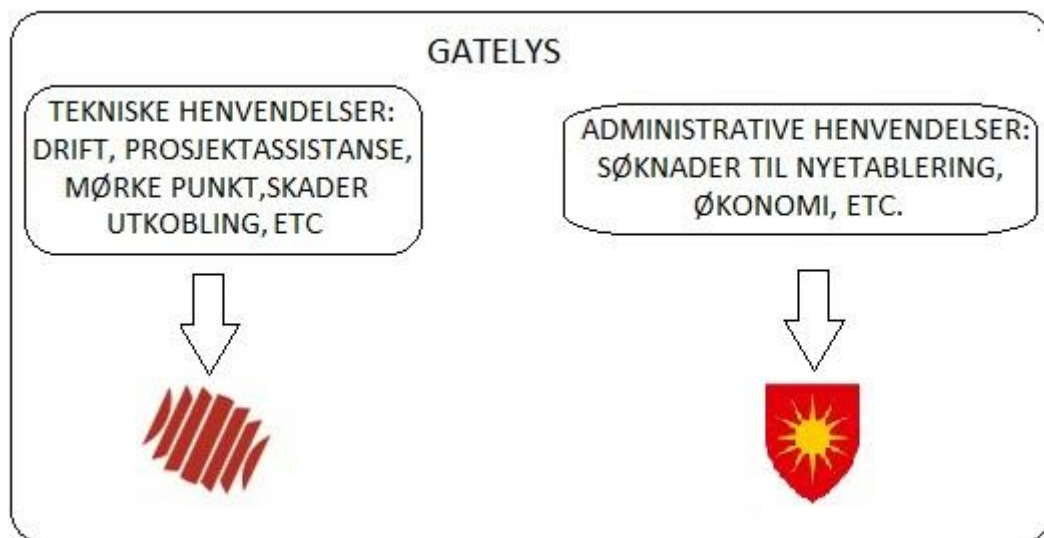 GATELYS
TEKNISKE HENVENDELSER:
DRIFT, PROSJEKTASSISTANSE,
MØRKE PUNKT,SKADER
UTKOBLING, ETC
ADMINISTRATIVE HENVENDELSER:
SØKNADER TIL NYETABLERING,
ØKONOMI, ETC.